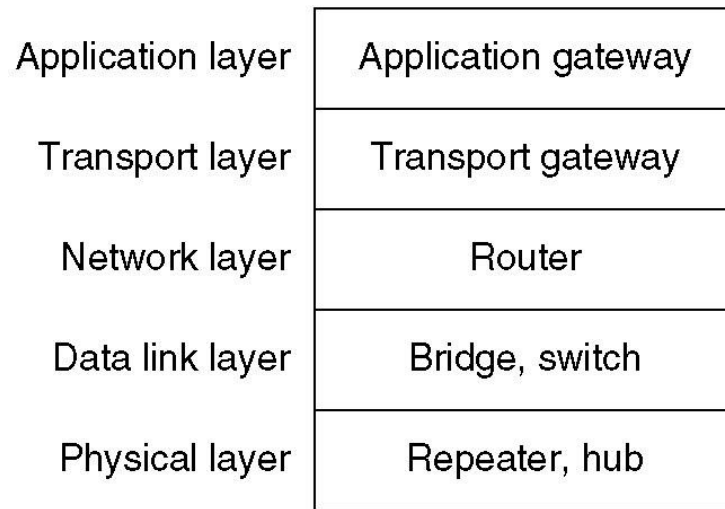 Application layer Application gateway
Transport layer Transport gateway
Network layer Router
Data link layer Bridge, switch
Physical layer Repeater, hub